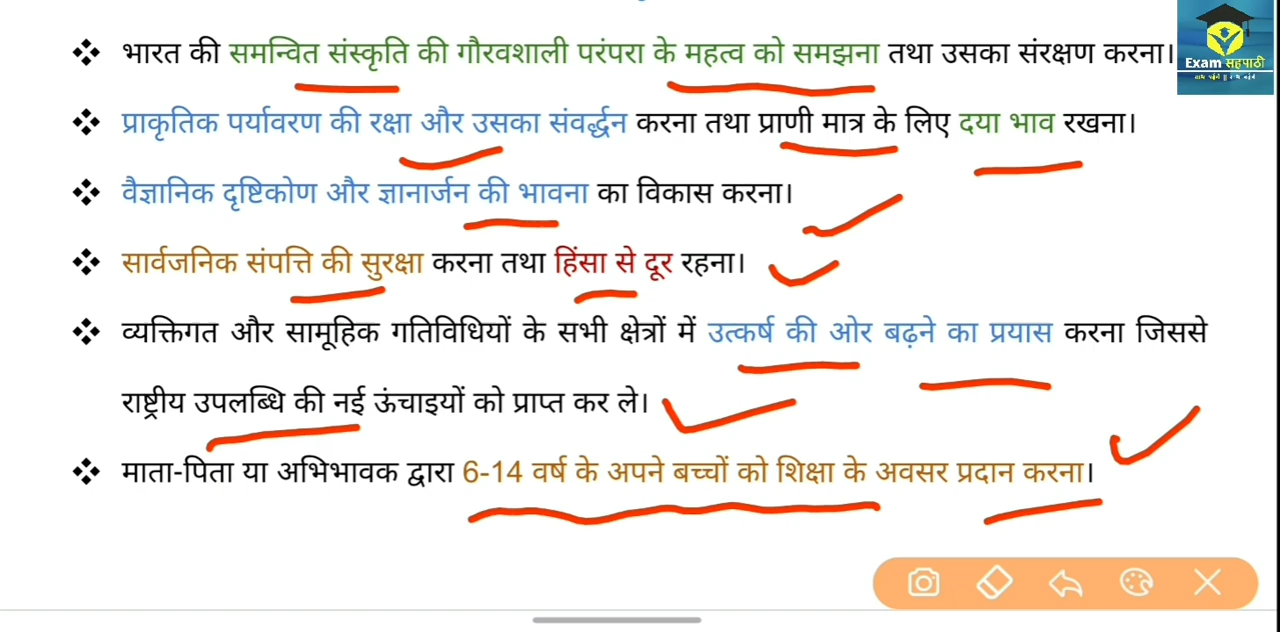 ❖ भारत की समन्वित संस्कृति की गौरवशाली परंपरा के महत्व को समझना तथा उसका संरक्षण करना।
Exam सहपाठी
❖ प्राकृतिक पर्यावरण की रक्षा और उसका संवर्द्धन करना तथा प्राणी मात्र के लिए दया भाव रखना।
❖ वैज्ञानिक दृष्टिकोण और ज्ञानार्जन की भावना का विकास करना।
❖ सार्वजनिक संपत्ति की सुरक्षा करना तथा हिंसा से दूर रहना।
❖ व्यक्तिगत और सामूहिक गतिविधियों के सभी क्षेत्रों में उत्कर्ष की ओर बढ़ने का प्रयास करना जिससे
राष्ट्रीय उपलब्धि की नई ऊंचाइयों को प्राप्त कर ले।
❖ माता-पिता या अभिभावक द्वारा 6-14 वर्ष के अपने बच्चों को शिक्षा के अवसर प्रदान करना।